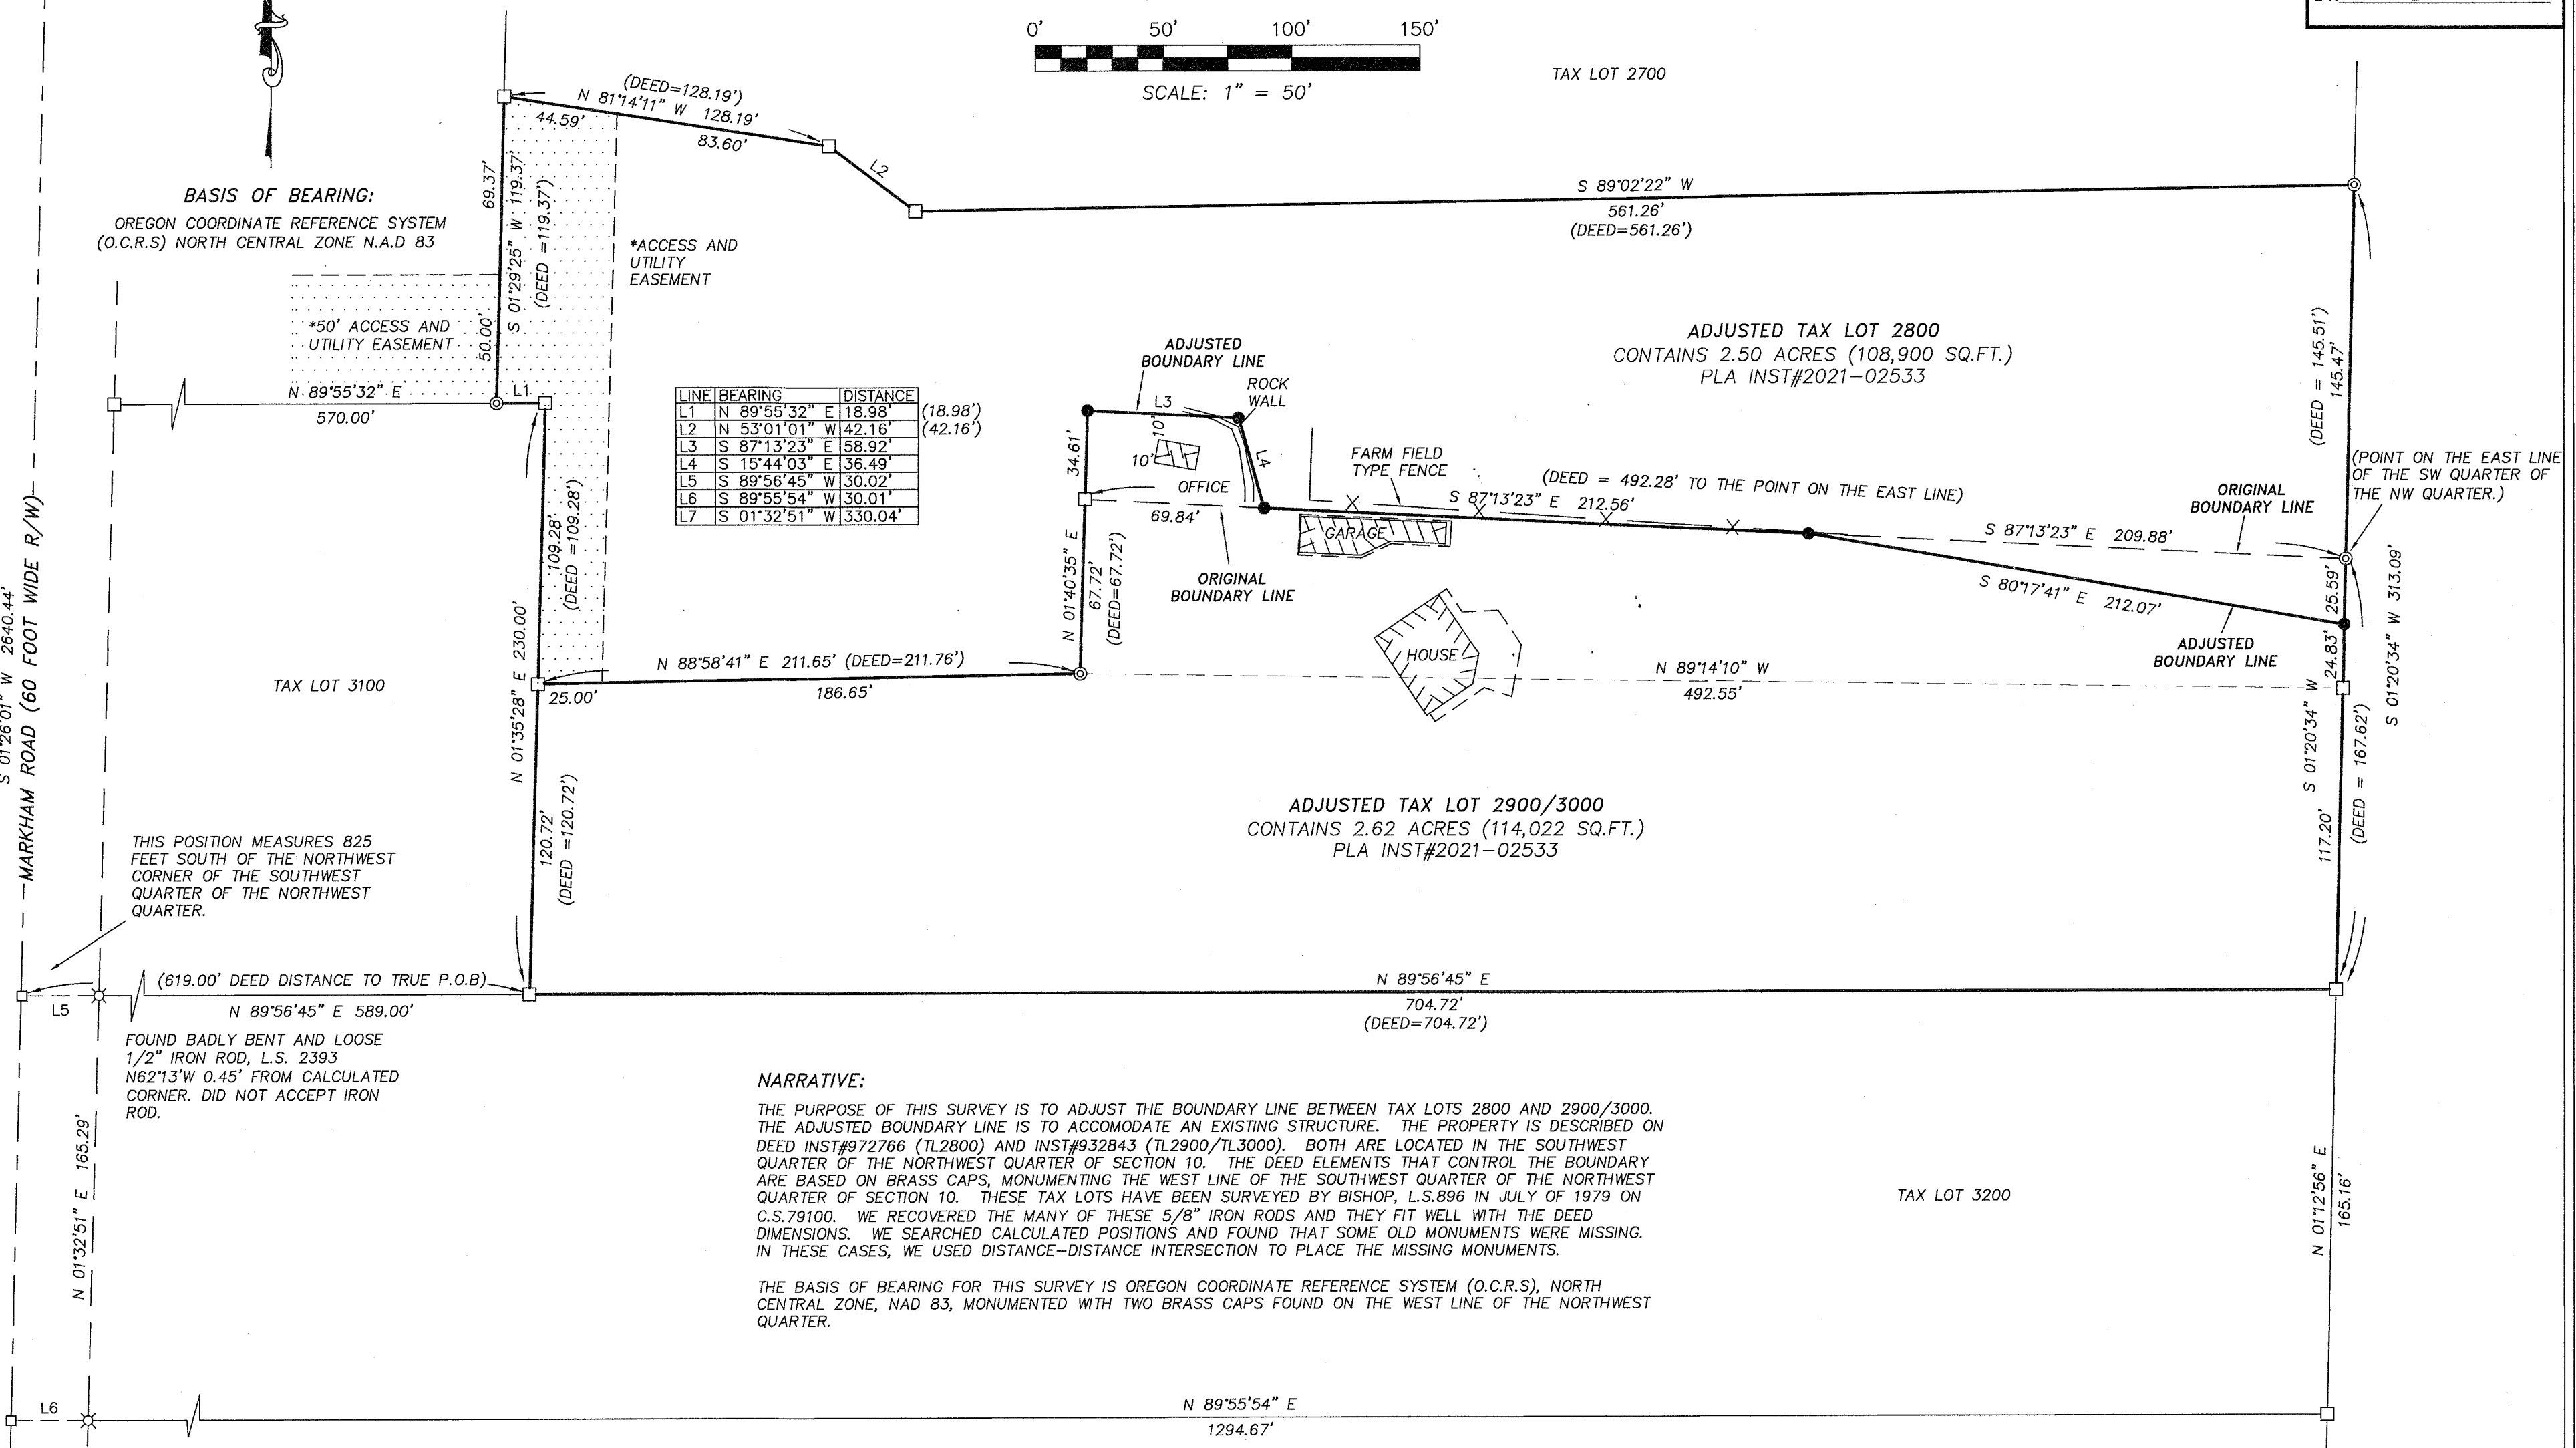 0' 50' 100' 150'
SCALE: 1" = 50'
TAX LOT 2700
(DEED=128.19')
N 81°14'11" W 128.19'
44.59'
83.60'
L2
S 89°02'22" W
561.26'
(DEED=561.26')
BASIS OF BEARING:
OREGON COORDINATE REFERENCE SYSTEM
(O.C.R.S) NORTH CENTRAL ZONE N.A.D 83
69.37'
S 01°29'25" W 119.37'
(DEED =119.37')
50.00'
*ACCESS AND
UTILITY
EASEMENT
*50' ACCESS AND
UTILITY EASEMENT
N 89°55'32" E
570.00'
L1
LINE BEARING DISTANCE
L1 N 89°55'32" E 18.98' (18.98')
L2 N 53°01'01" W 42.16' (42.16')
L3 S 87°13'23" E 58.92'
L4 S 15°44'03" E 36.49'
L5 S 89°56'45" W 30.02'
L6 S 89°55'54" W 30.01'
L7 S 01°32'51" W 330.04'
ADJUSTED
BOUNDARY LINE
ROCK
WALL
L3
10'
10'
L4
34.61'
OFFICE
69.84'
ADJUSTED TAX LOT 2800
CONTAINS 2.50 ACRES (108,900 SQ.FT.)
PLA INST#2021-02533
(DEED = 145.51')
145.47'
FARM FIELD
TYPE FENCE
(DEED = 492.28' TO THE POINT ON THE EAST LINE)
S 87°13'23" E 212.56'
GARAGE
(POINT ON THE EAST LINE
OF THE SW QUARTER OF
THE NW QUARTER.)
ORIGINAL
BOUNDARY LINE
S 87°13'23" E 209.88'
S 80°17'41" E 212.07'
ADJUSTED
BOUNDARY LINE
25.59'
24.83'
S 01°20'34" W 313.09'
ORIGINAL
BOUNDARY LINE
N 01°40'35" E
67.72'
(DEED=67.72')
109.28'
(DEED =109.28')
N 01°35'28" E 230.00'
N 88°58'41" E 211.65' (DEED=211.76')
25.00'
186.65'
HOUSE
N 89°14'10" W
492.55'
S 01°20'34" W
117.20'
(DEED = 167.62')
TAX LOT 3100
S 01°26'01" W 2640.44'
MARKHAM ROAD (60 FOOT WIDE R/W)
120.72'
(DEED =120.72')
ADJUSTED TAX LOT 2900/3000
CONTAINS 2.62 ACRES (114,022 SQ.FT.)
PLA INST#2021-02533
THIS POSITION MEASURES 825
FEET SOUTH OF THE NORTHWEST
CORNER OF THE SOUTHWEST
QUARTER OF THE NORTHWEST
QUARTER.
(619.00' DEED DISTANCE TO TRUE P.O.B)
L5
N 89°56'45" E 589.00'
N 89°56'45" E
704.72'
(DEED=704.72')
FOUND BADLY BENT AND LOOSE
1/2" IRON ROD, L.S. 2393
N62°13'W 0.45' FROM CALCULATED
CORNER. DID NOT ACCEPT IRON
ROD.
N 01°32'51" E 165.29'
NARRATIVE:
THE PURPOSE OF THIS SURVEY IS TO ADJUST THE BOUNDARY LINE BETWEEN TAX LOTS 2800 AND 2900/3000.
THE ADJUSTED BOUNDARY LINE IS TO ACCOMODATE AN EXISTING STRUCTURE. THE PROPERTY IS DESCRIBED ON
DEED INST#972766 (TL2800) AND INST#932843 (TL2900/TL3000). BOTH ARE LOCATED IN THE SOUTHWEST
QUARTER OF THE NORTHWEST QUARTER OF SECTION 10. THE DEED ELEMENTS THAT CONTROL THE BOUNDARY
ARE BASED ON BRASS CAPS, MONUMENTING THE WEST LINE OF THE SOUTHWEST QUARTER OF THE NORTHWEST
QUARTER OF SECTION 10. THESE TAX LOTS HAVE BEEN SURVEYED BY BISHOP, L.S.896 IN JULY OF 1979 ON
C.S.79100. WE RECOVERED THE MANY OF THESE 5/8" IRON RODS AND THEY FIT WELL WITH THE DEED
DIMENSIONS. WE SEARCHED CALCULATED POSITIONS AND FOUND THAT SOME OLD MONUMENTS WERE MISSING.
IN THESE CASES, WE USED DISTANCE-DISTANCE INTERSECTION TO PLACE THE MISSING MONUMENTS.
THE BASIS OF BEARING FOR THIS SURVEY IS OREGON COORDINATE REFERENCE SYSTEM (O.C.R.S), NORTH
CENTRAL ZONE, NAD 83, MONUMENTED WITH TWO BRASS CAPS FOUND ON THE WEST LINE OF THE NORTHWEST
QUARTER.
TAX LOT 3200
N 01°12'56" E
165.16'
L6
N 89°55'54" E
1294.67'